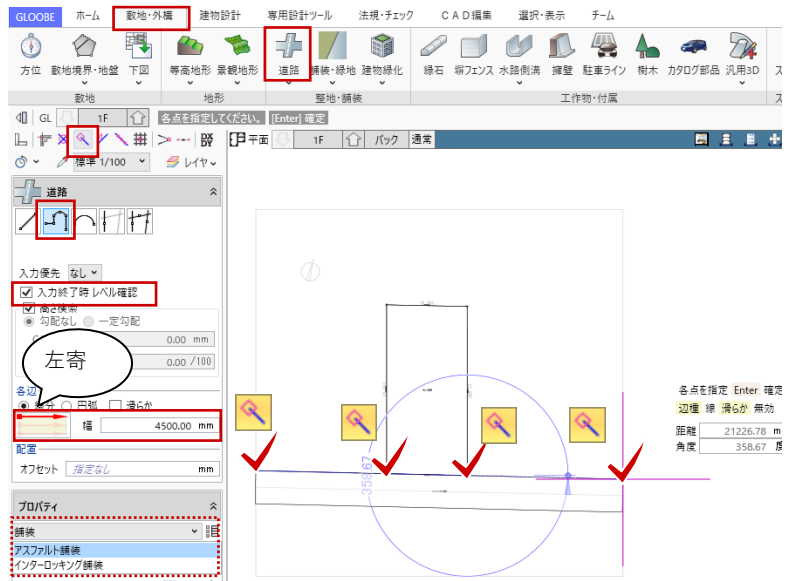 GLOOBE ホーム 敷地・外構 建物設計 専用設計ツール 法規・チェック CAD編集 選択・表示 チーム
方位 敷地境界・地盤 下図 等高地形 景観地形 道路 舗装・緑地 建物緑化 緑石 塀フェンス 水路側溝 擁壁 駐車ライン 樹木 カタログ部品 汎用3D
敷地 地形 整地・舗装 工作物・付属
GL 1F 各点を指定してください。 [Enter] 確定
平面 1F パック 通常
標準 1/100 レイヤ
道路
入力優先 なし
入力終了時 レベル確認
高さ検索
勾配なし 一定勾配
0.00 mm
0.00 /100
左寄
各辺
線分 円弧 滑らか
幅 4500.00 mm
配置
オフセット 指定なし mm
プロパティ
舗装
アスファルト舗装
インターロッキング舗装
358.67
各点を指定 Enter 確定
辺種 線 滑らか 無効
距離 21226.78 m
角度 358.67 度